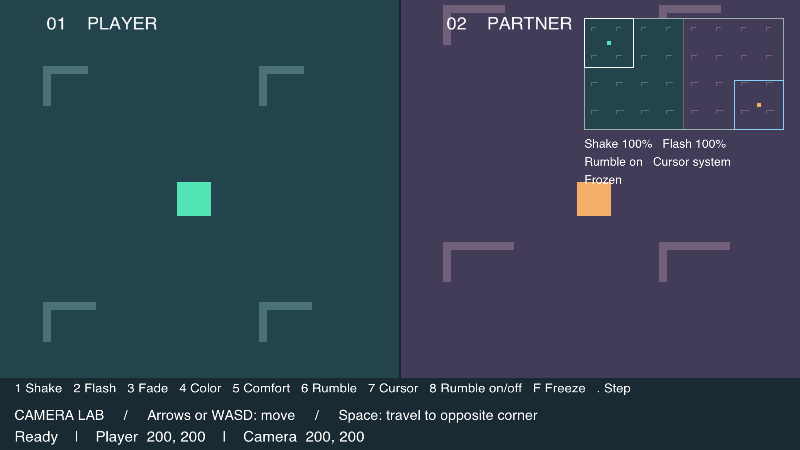 01 PLAYER
02 PARTNER
Shake 100% Flash 100%
Rumble on Cursor system
Frozen
1 Shake 2 Flash 3 Fade 4 Color 5 Comfort 6 Rumble 7 Cursor 8 Rumble on/off F Freeze . Step
CAMERA LAB / Arrows or WASD: move / Space: travel to opposite corner
Ready | Player 200, 200 | Camera 200, 200